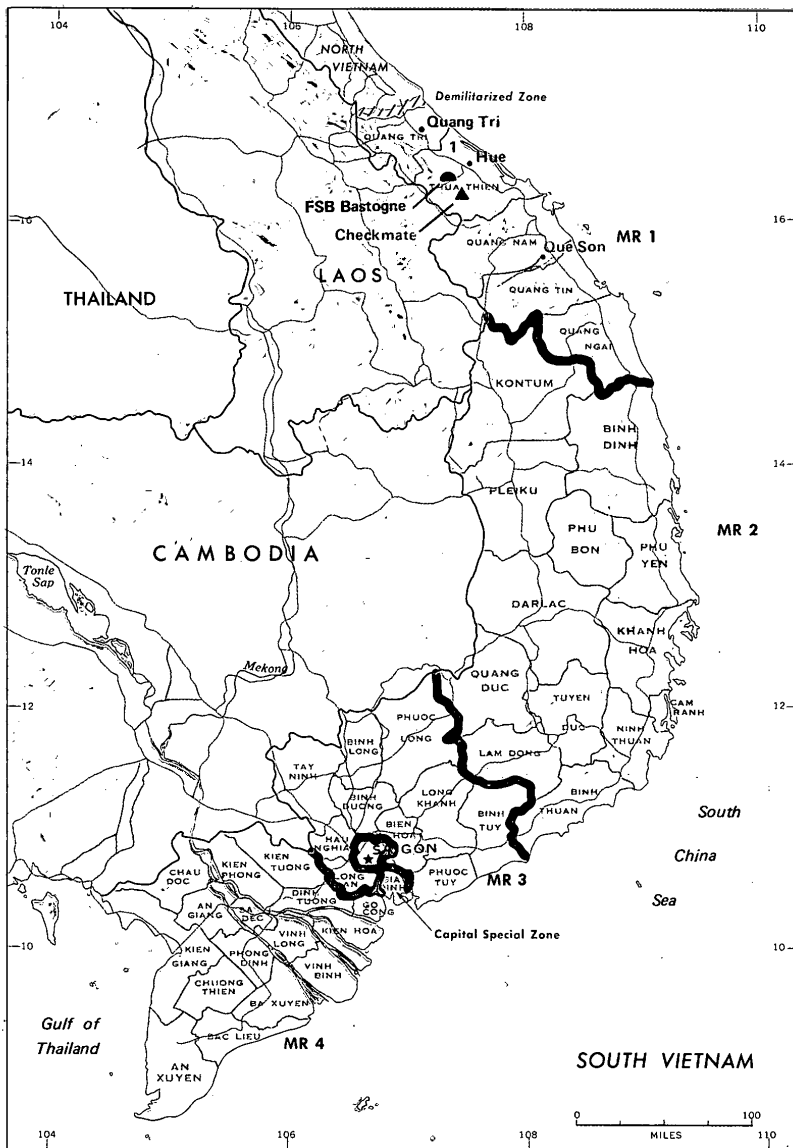 104
106
108
110
NORTH
VIETNAM
Demilitarized Zone
Quang Tri
QUANG TRI
1
Hue
THUA THIEN
FSB Bastogne
Checkmate
16
16
QUANG NAM
Que Son
MR 1
LAOS
THAILAND
QUANG TIN
QUANG
NGAI
KONTUM
BINH
DINH
14
14
PLEIKU
PHU
BON
PHU
YEN
MR 2
CAMBODIA
Tonle
Sap
DARLAC
KHANH
HOA
Mekong
QUANG
DUC
TUYEN
DUC
CAM
RANH
12
12
PHUOC
LONG
BINH
LONG
NINH
THUAN
LAM DONG
TAY
NINH
BINH
DUONG
LONG
KHANH
BINH
THUAN
BINH
TUY
BIEN
HOA
South
China
Sea
HAU
NGHIA
SAIGON
KIEN
TUONG
KIEN
PHONG
CHAU
DOC
LONG
AN
GIA
DINH
PHUOC
TUY
MR 3
DINH
TUONG
GO
CONG
AN
GIANG
SA
DEC
Capital Special Zone
10
10
VINH
LONG
KIEN HOA
KIEN
GIANG
PHONG
DINH
VINH
BINH
CHUONG
THIEN
BA XUYEN
Gulf of
Thailand
BAC LIEU
MR 4
AN
XUYEN
SOUTH VIETNAM
0
100
MILES
104
106
108
110